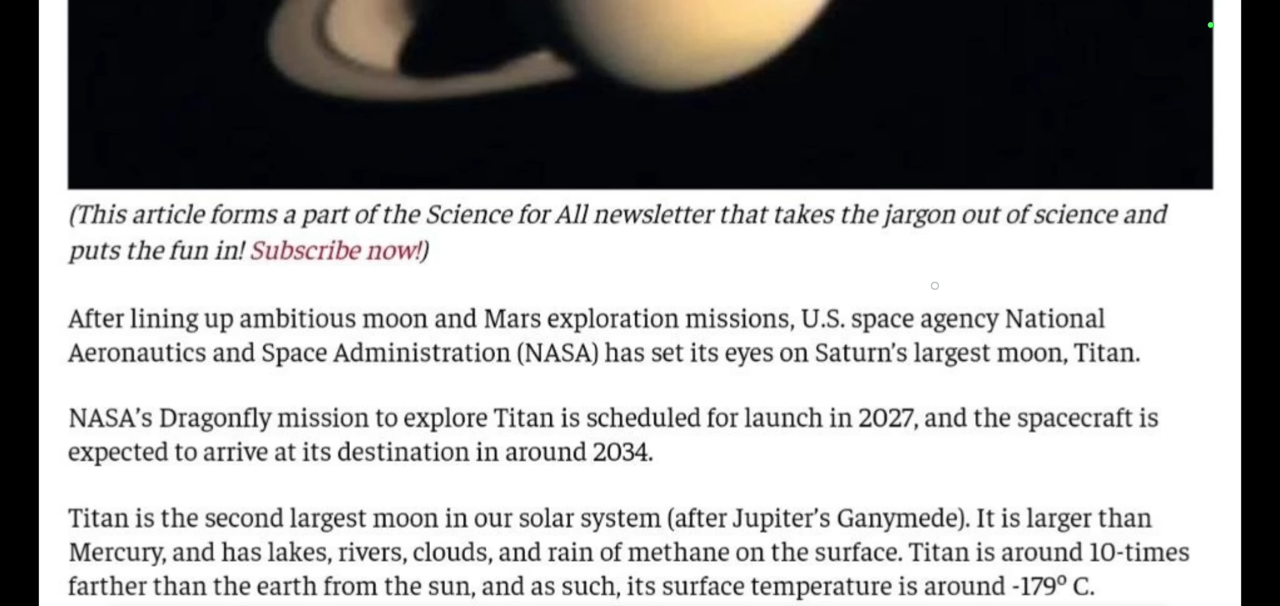 (This article forms a part of the Science for All newsletter that takes the jargon out of science and
puts the fun in! Subscribe now!)
After lining up ambitious moon and Mars exploration missions, U.S. space agency National
Aeronautics and Space Administration (NASA) has set its eyes on Saturn’s largest moon, Titan.
NASA’s Dragonfly mission to explore Titan is scheduled for launch in 2027, and the spacecraft is
expected to arrive at its destination in around 2034.
Titan is the second largest moon in our solar system (after Jupiter’s Ganymede). It is larger than
Mercury, and has lakes, rivers, clouds, and rain of methane on the surface. Titan is around 10-times
farther than the earth from the sun, and as such, its surface temperature is around -179º C.